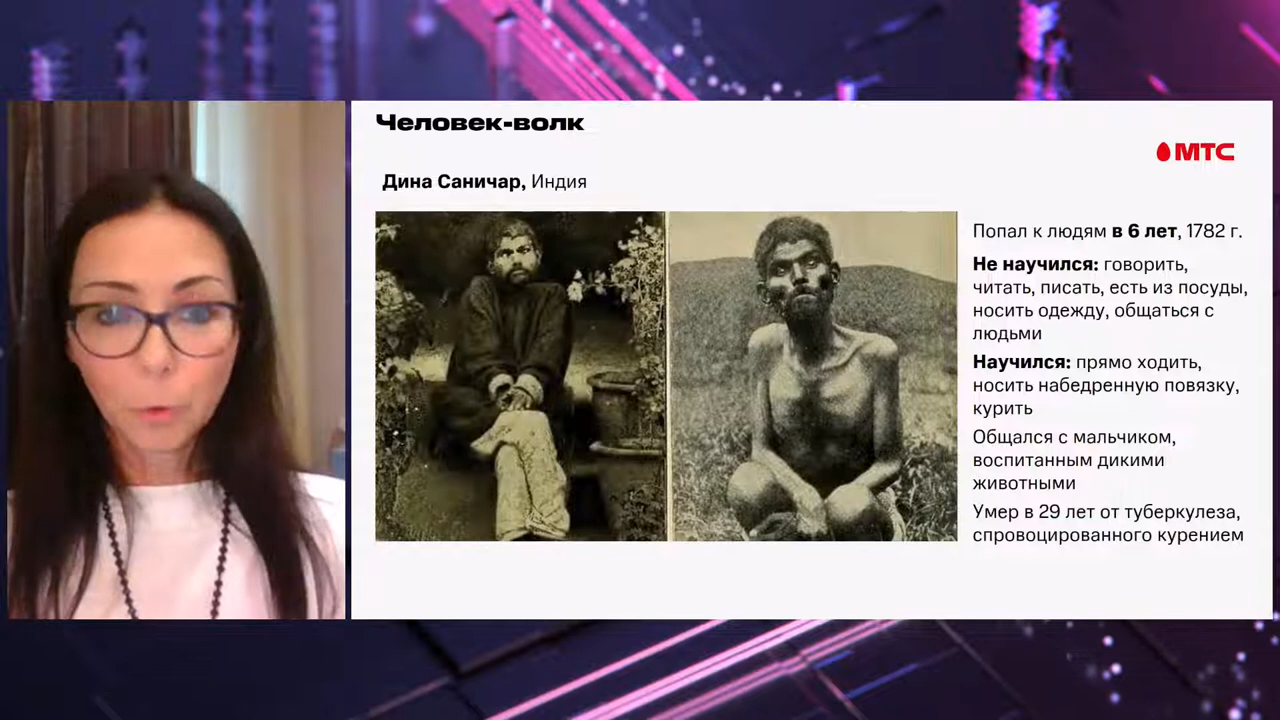 Человек-волк
МТС
Дина Саничар, Индия
Попал к людям в 6 лет, 1782 г.
Не научился: говорить,
читать, писать, есть из посуды,
носить одежду, общаться с
людьми
Научился: прямо ходить,
носить набедренную повязку,
курить
Общался с мальчиком,
воспитанным дикими
животными
Умер в 29 лет от туберкулеза,
спровоцированного курением